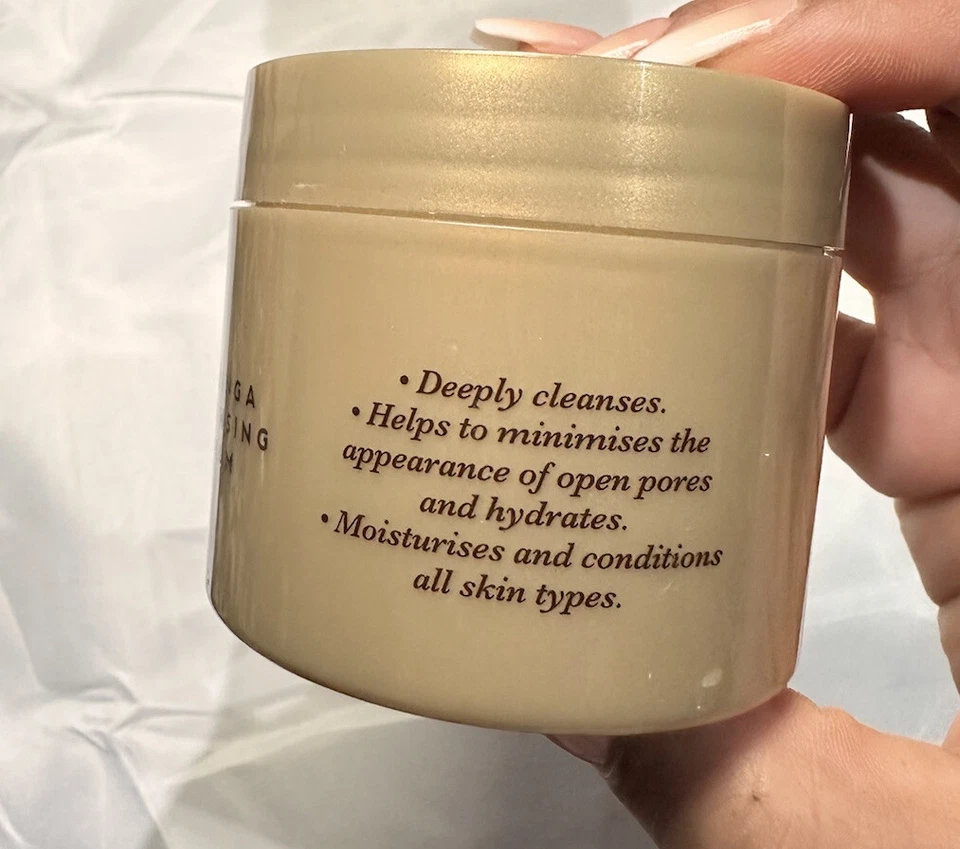 • Deeply cleanses.
• Helps to minimises the
appearance of open pores
and hydrates.
• Moisturises and conditions
all skin types.